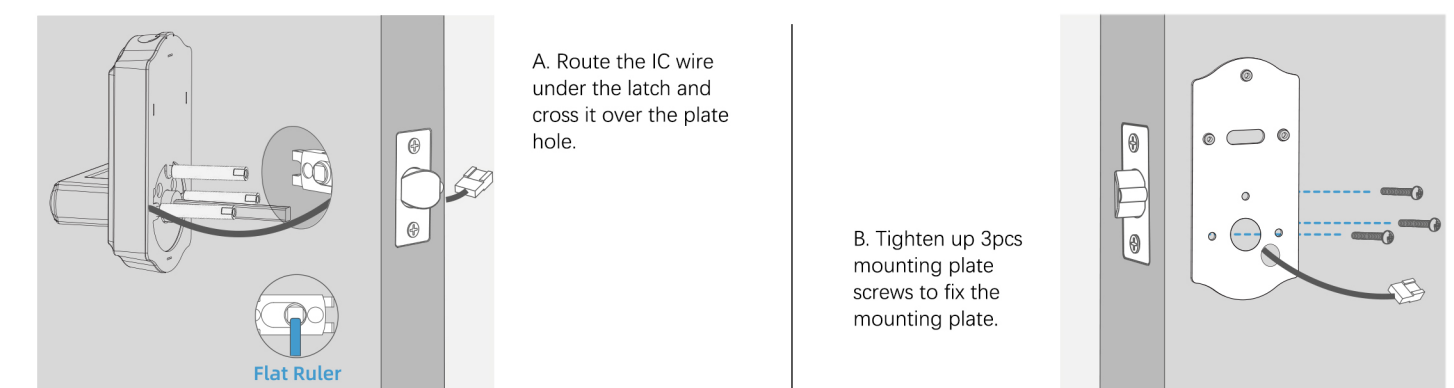 A. Route the IC wire
under the latch and
cross it over the plate
hole.
Flat Ruler
B. Tighten up 3pcs
mounting plate
screws to fix the
mounting plate.